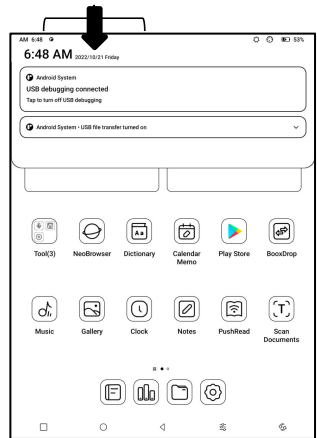 AM 6:48 53%
6:48 AM 2022/10/21 Friday
Android System
USB debugging connected
Tap to turn off USB debugging
Android System • USB file transfer turned on
Tool(3) NeoBrowser Dictionary Calendar Memo Play Store BooxDrop
Music Gallery Clock Notes PushRead Scan Documents